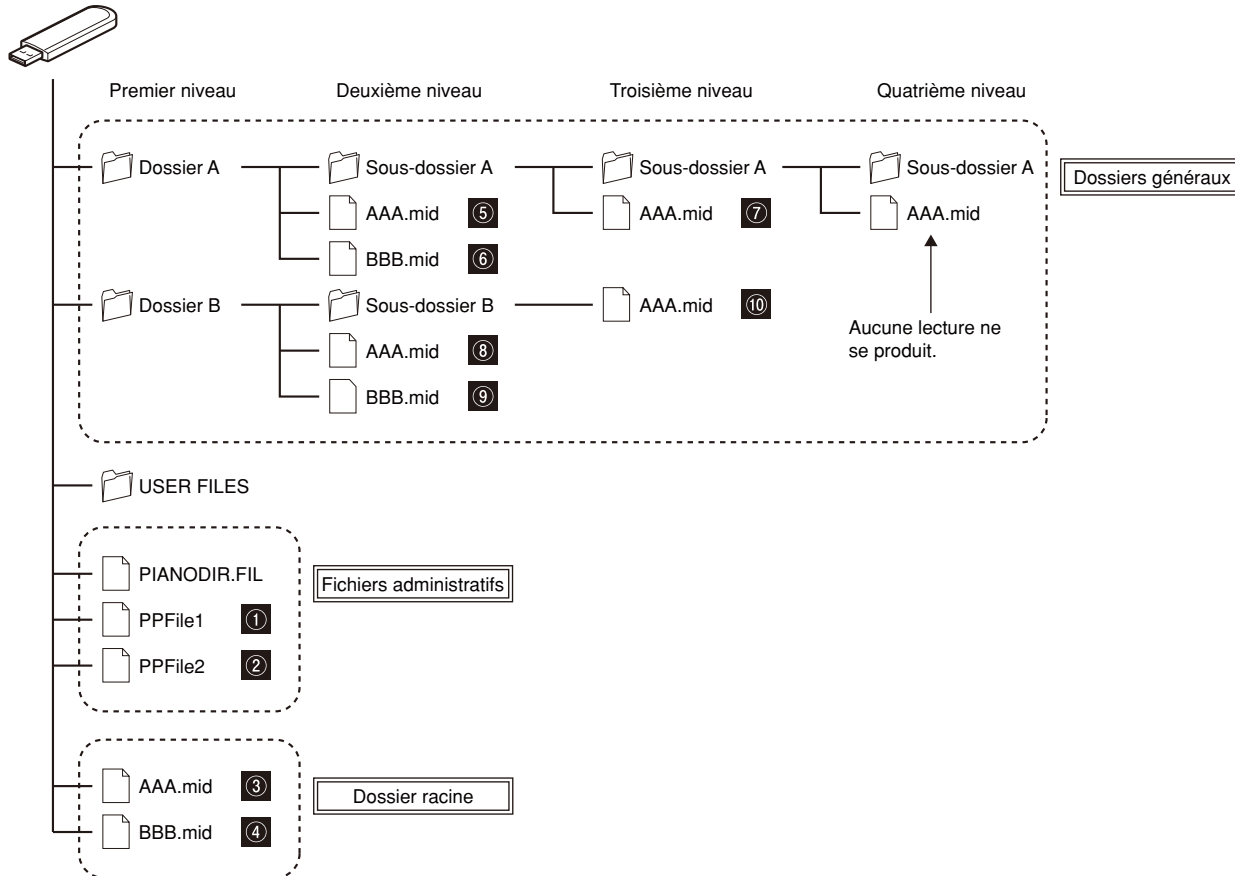 Premier niveau Deuxième niveau Troisième niveau Quatrième niveau
Dossier A Sous-dossier A Sous-dossier A Sous-dossier A
Dossiers généraux
AAA.mid ⑤ AAA.mid ⑦ AAA.mid
BBB.mid ⑥
Dossier B Sous-dossier B AAA.mid ⑩
Aucune lecture ne
se produit.
AAA.mid ⑧
BBB.mid ⑨
USER FILES
PIANODIR.FIL
Fichiers administratifs
PPFile1 ①
PPFile2 ②
AAA.mid ③
Dossier racine
BBB.mid ④